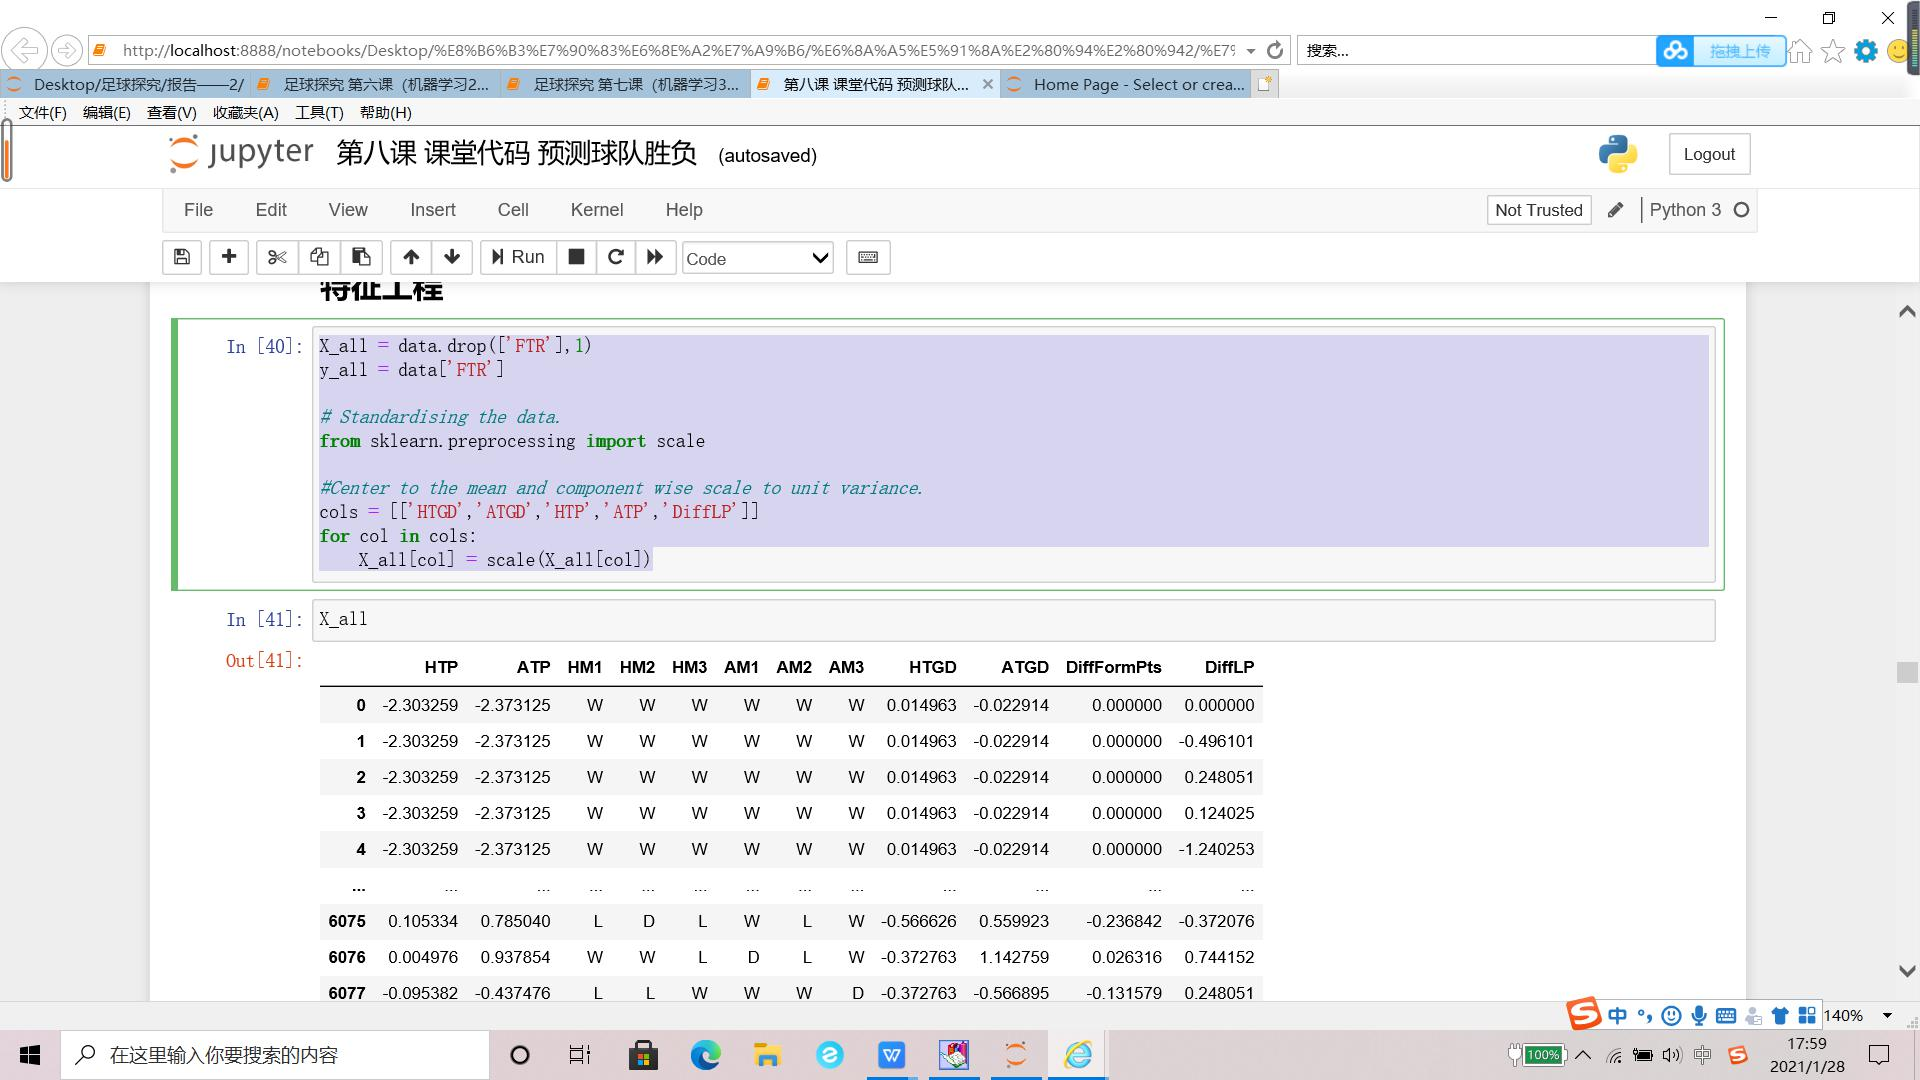 http://localhost:8888/notebooks/Desktop/%E8%B6%B3%E7%90%83%E6%8E%A2%E7%A9%B6/%E6%8A%A5%E5%91%8A%E2%80%94%E2%80%942/%E7%
搜索...
拖拽上传
Desktop/足球探究/报告——2/
足球探究 第六课（机器学习2...
足球探究 第七课（机器学习3...
第八课 课堂代码 预测球队...
Home Page - Select or crea...
文件(F) 编辑(E) 查看(V) 收藏夹(A) 工具(T) 帮助(H)
jupyter 第八课 课堂代码 预测球队胜负 (autosaved)
Logout
File Edit View Insert Cell Kernel Help
Not Trusted
Python 3
Run
Code
特征工程
In [40]:
X_all = data.drop(['FTR'],1)
y_all = data['FTR']
# Standardising the data.
from sklearn.preprocessing import scale
#Center to the mean and component wise scale to unit variance.
cols = [['HTGD','ATGD','HTP','ATP','DiffLP']]
for col in cols:
    X_all[col] = scale(X_all[col])
In [41]: X_all
Out[41]:
HTP ATP HM1 HM2 HM3 AM1 AM2 AM3 HTGD ATGD DiffFormPts DiffLP
0 -2.303259 -2.373125 W W W W W W 0.014963 -0.022914 0.000000 0.000000
1 -2.303259 -2.373125 W W W W W W 0.014963 -0.022914 0.000000 -0.496101
2 -2.303259 -2.373125 W W W W W W 0.014963 -0.022914 0.000000 0.248051
3 -2.303259 -2.373125 W W W W W W 0.014963 -0.022914 0.000000 0.124025
4 -2.303259 -2.373125 W W W W W W 0.014963 -0.022914 0.000000 -1.240253
... ... ... ... ... ... ... ... ... ... ... ... ...
6075 0.105334 0.785040 L D L W L W -0.566626 0.559923 -0.236842 -0.372076
6076 0.004976 0.937854 W W L D L W -0.372763 1.142759 0.026316 0.744152
6077 -0.095382 -0.437476 L L W W W D -0.372763 -0.566895 -0.131579 0.248051
中
140%
在这里输入你要搜索的内容
100%
中
17:59
2021/1/28